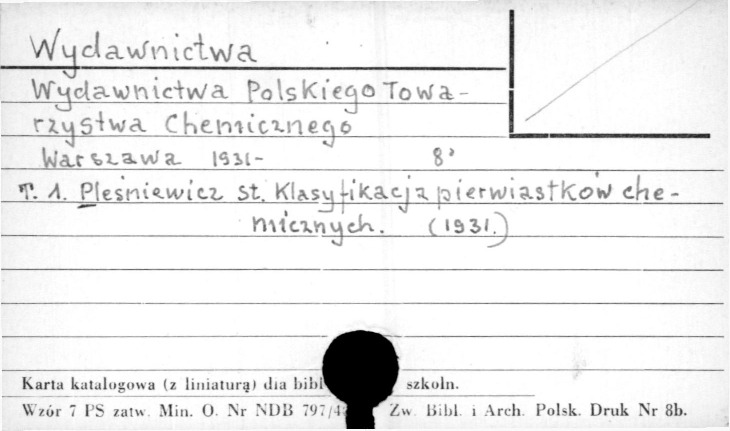 Wydawnictwa
Wydawnictwa Polskiego Towa-
rzystwa Chemicznego
Warszawa 1931- 8°
T. 1. Pleśniewicz St. Klasyfikacja pierwiastków che-
micznych. (1931.)
Karta katalogowa (z liniaturą) dla bibl szkoln.
Wzór 7 PS zatw. Min. O. Nr NDB 797/4 Zw. Bibl. i Arch. Polsk. Druk Nr 8b.